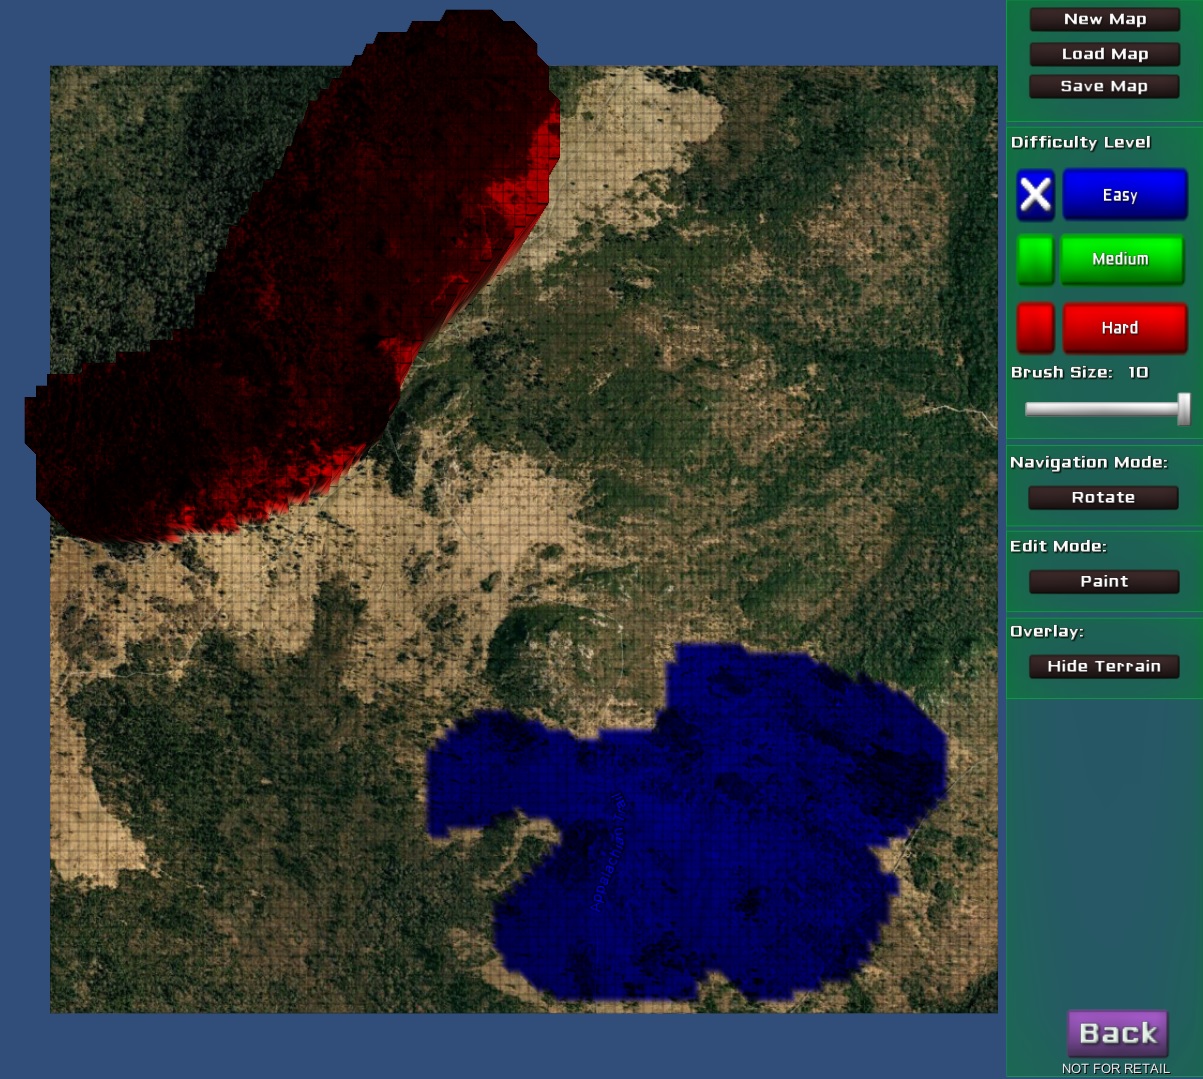 New Map
Load Map
Save Map
Difficulty Level
Easy
Medium
Hard
Brush Size: 10
Navigation Mode:
Rotate
Edit Mode:
Paint
Overlay:
Hide Terrain
Back
NOT FOR RETAIL